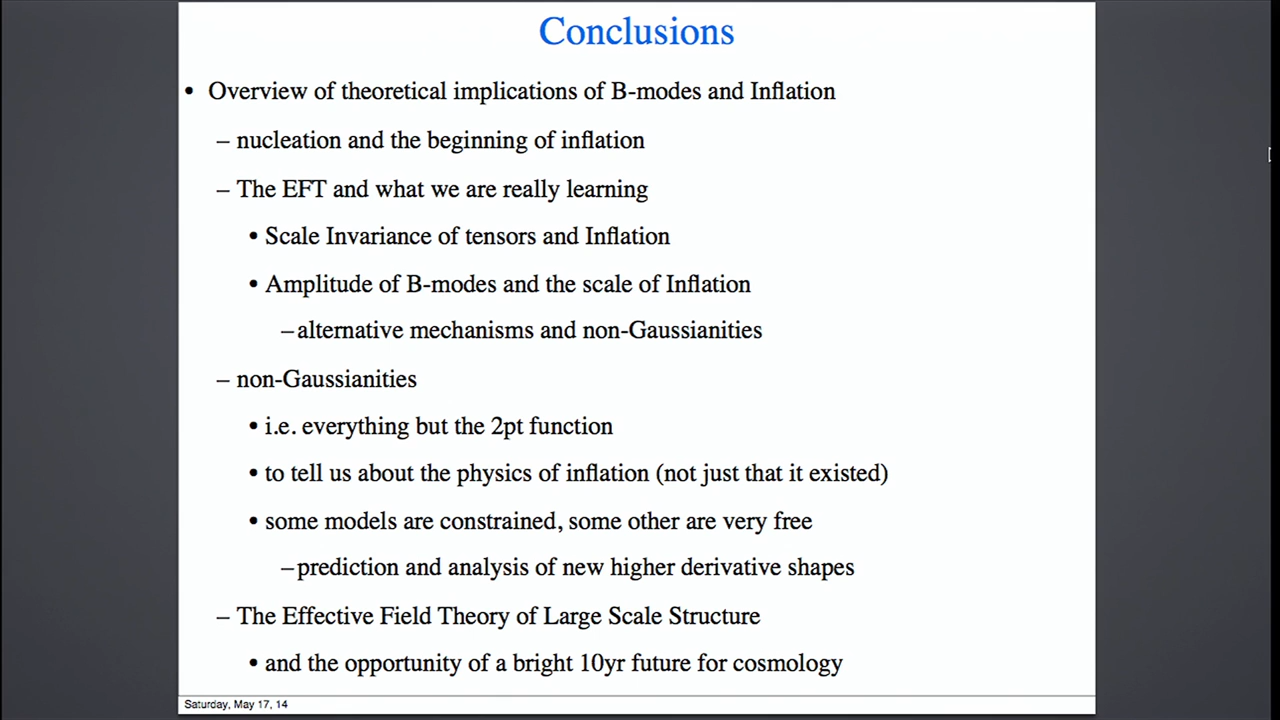 Conclusions
• Overview of theoretical implications of B-modes and Inflation
– nucleation and the beginning of inflation
– The EFT and what we are really learning
• Scale Invariance of tensors and Inflation
• Amplitude of B-modes and the scale of Inflation
– alternative mechanisms and non-Gaussianities
– non-Gaussianities
• i.e. everything but the 2pt function
• to tell us about the physics of inflation (not just that it existed)
• some models are constrained, some other are very free
– prediction and analysis of new higher derivative shapes
– The Effective Field Theory of Large Scale Structure
• and the opportunity of a bright 10yr future for cosmology
Saturday, May 17, 14